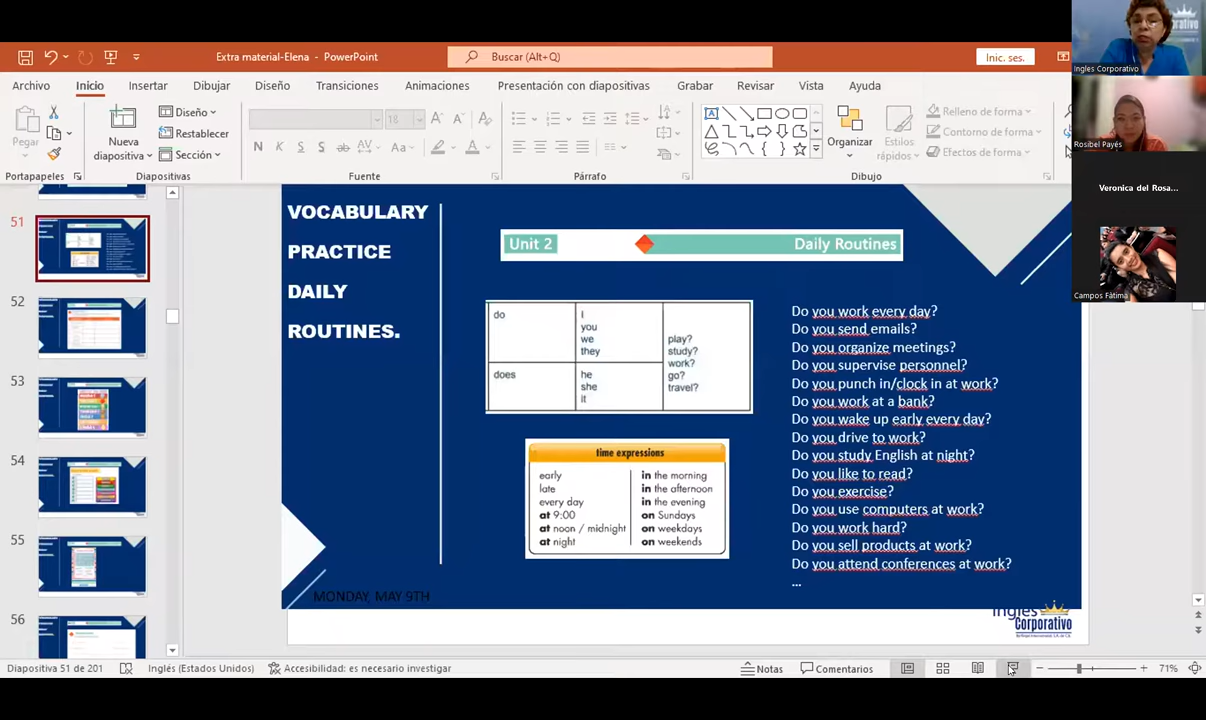 Extra material-Elena - PowerPoint
Buscar (Alt+Q)
Inic. ses.
Archivo Inicio Insertar Dibujar Diseño Transiciones Animaciones Presentación con diapositivas Grabar Revisar Vista Ayuda
Pegar
Portapapeles
Nueva diapositiva
Diseño
Restablecer
Sección
Diapositivas
18
N K S S ab AV Aa A
Fuente
Párrafo
Organizar
Estilos rápidos
Dibujo
Relleno de forma
Contorno de forma
Efectos de forma
Ingles Corporativo
Rosibel Payés
Veronica del Rosa...
Campos Fátima
51
52
53
54
55
56
VOCABULARY
PRACTICE
DAILY
ROUTINES.
Unit 2 Daily Routines
do
I
you
we
they
does
he
she
it
play?
study?
work?
go?
travel?
time expressions
early
late
every day
at 9:00
at noon / midnight
at night
in the morning
in the afternoon
in the evening
on Sundays
on weekdays
on weekends
Do you work every day?
Do you send emails?
Do you organize meetings?
Do you supervise personnel?
Do you punch in/clock in at work?
Do you work at a bank?
Do you wake up early every day?
Do you drive to work?
Do you study English at night?
Do you like to read?
Do you exercise?
Do you use computers at work?
Do you work hard?
Do you sell products at work?
Do you attend conferences at work?
...
MONDAY, MAY 9TH
Inglés
Corporativo
Diapositiva 51 de 201 Inglés (Estados Unidos) Accesibilidad: es necesario investigar Notas Comentarios 71%